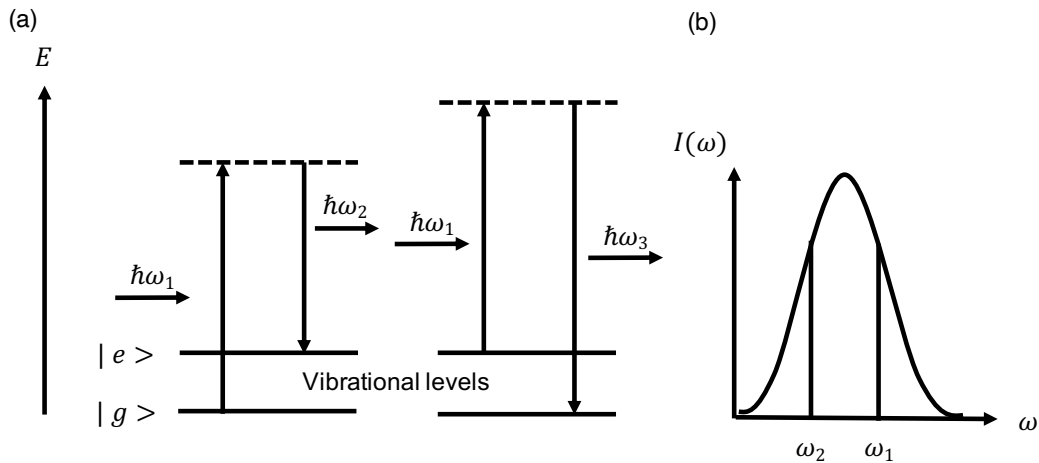 (a)
(b)
E
I(ω)
ħω₂
ħω₁
ħω₃
ħω₁
| e >
Vibrational levels
| g >
ω₂
ω₁
ω